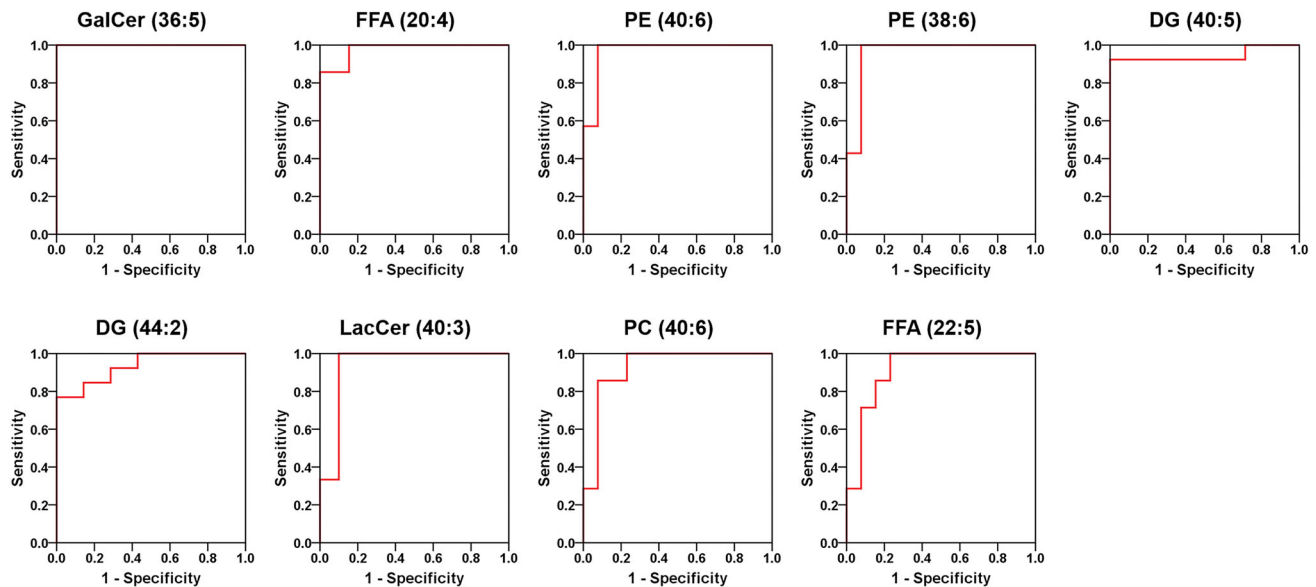 GalCer (36:5) FFA (20:4) PE (40:6) PE (38:6) DG (40:5)
1.0 1.0 1.0 1.0 1.0
0.8 0.8 0.8 0.8 0.8
0.6 0.6 0.6 0.6 0.6
Sensitivity Sensitivity Sensitivity Sensitivity Sensitivity
0.4 0.4 0.4 0.4 0.4
0.2 0.2 0.2 0.2 0.2
0.0 0.0 0.0 0.0 0.0
0.0 0.2 0.4 0.6 0.8 1.0 0.0 0.2 0.4 0.6 0.8 1.0 0.0 0.2 0.4 0.6 0.8 1.0 0.0 0.2 0.4 0.6 0.8 1.0 0.0 0.2 0.4 0.6 0.8 1.0
1 - Specificity 1 - Specificity 1 - Specificity 1 - Specificity 1 - Specificity
DG (44:2) LacCer (40:3) PC (40:6) FFA (22:5)
1.0 1.0 1.0 1.0
0.8 0.8 0.8 0.8
0.6 0.6 0.6 0.6
Sensitivity Sensitivity Sensitivity Sensitivity
0.4 0.4 0.4 0.4
0.2 0.2 0.2 0.2
0.0 0.0 0.0 0.0
0.0 0.2 0.4 0.6 0.8 1.0 0.0 0.2 0.4 0.6 0.8 1.0 0.0 0.2 0.4 0.6 0.8 1.0 0.0 0.2 0.4 0.6 0.8 1.0
1 - Specificity 1 - Specificity 1 - Specificity 1 - Specificity